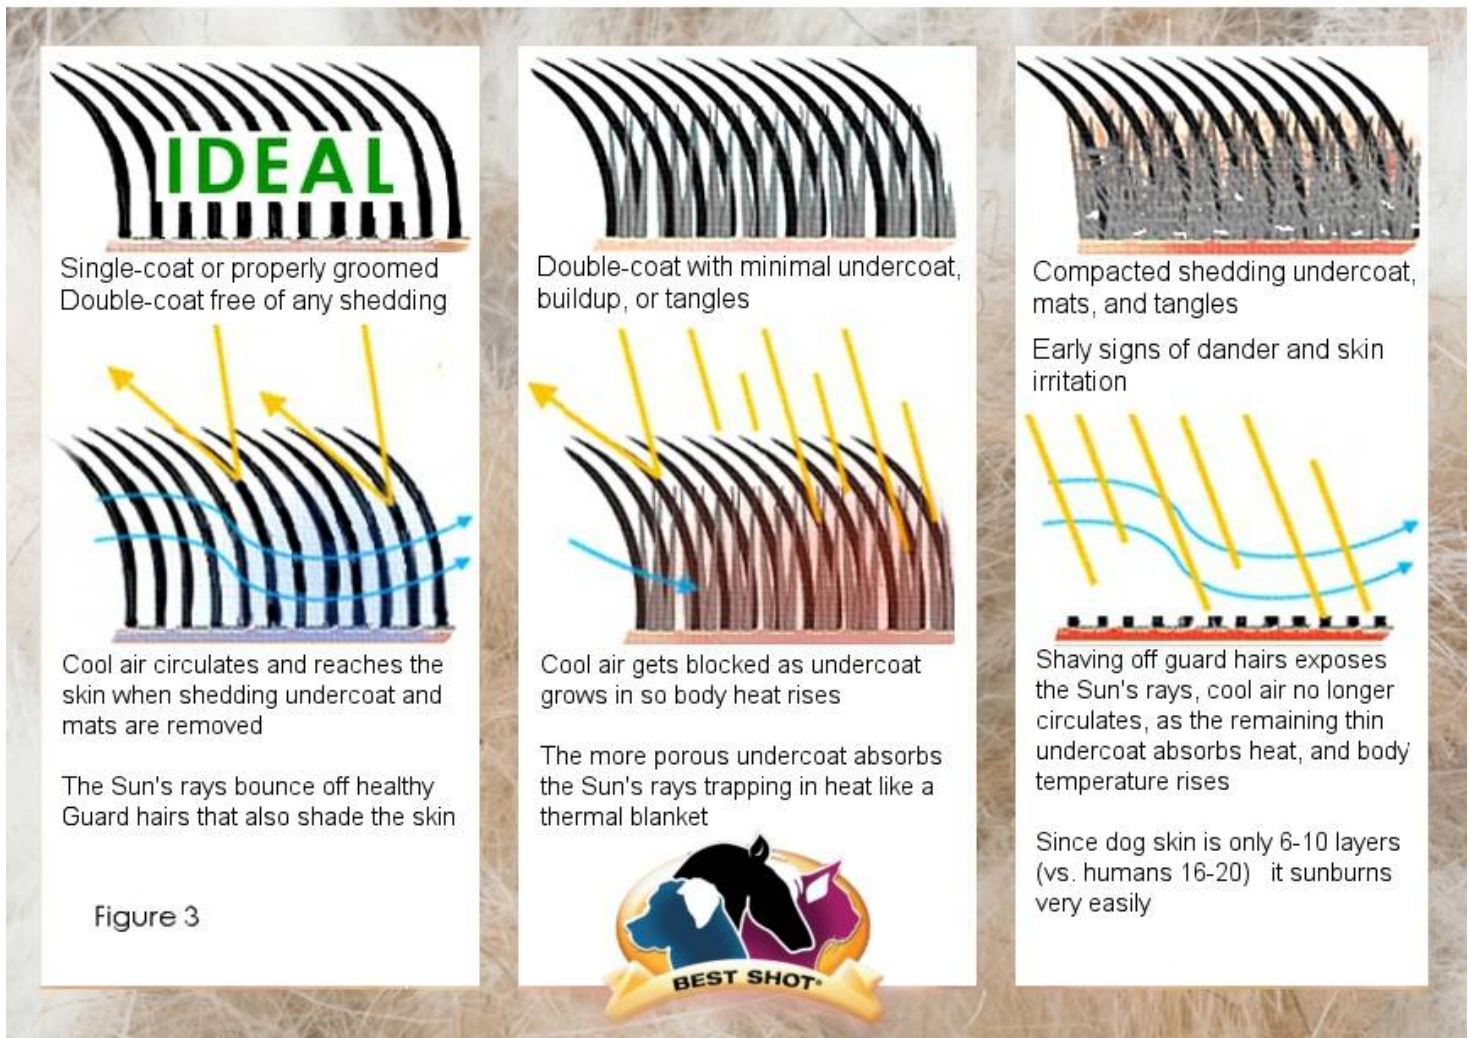 IDEAL
Single-coat or properly groomed
Double-coat free of any shedding
Cool air circulates and reaches the
skin when shedding undercoat and
mats are removed
The Sun's rays bounce off healthy
Guard hairs that also shade the skin
Figure 3
Double-coat with minimal undercoat,
buildup, or tangles
Cool air gets blocked as undercoat
grows in so body heat rises
The more porous undercoat absorbs
the Sun's rays trapping in heat like a
thermal blanket
BEST SHOT®
Compacted shedding undercoat,
mats, and tangles
Early signs of dander and skin
irritation
Shaving off guard hairs exposes
the Sun's rays, cool air no longer
circulates, as the remaining thin
undercoat absorbs heat, and body
temperature rises
Since dog skin is only 6-10 layers
(vs. humans 16-20) it sunburns
very easily